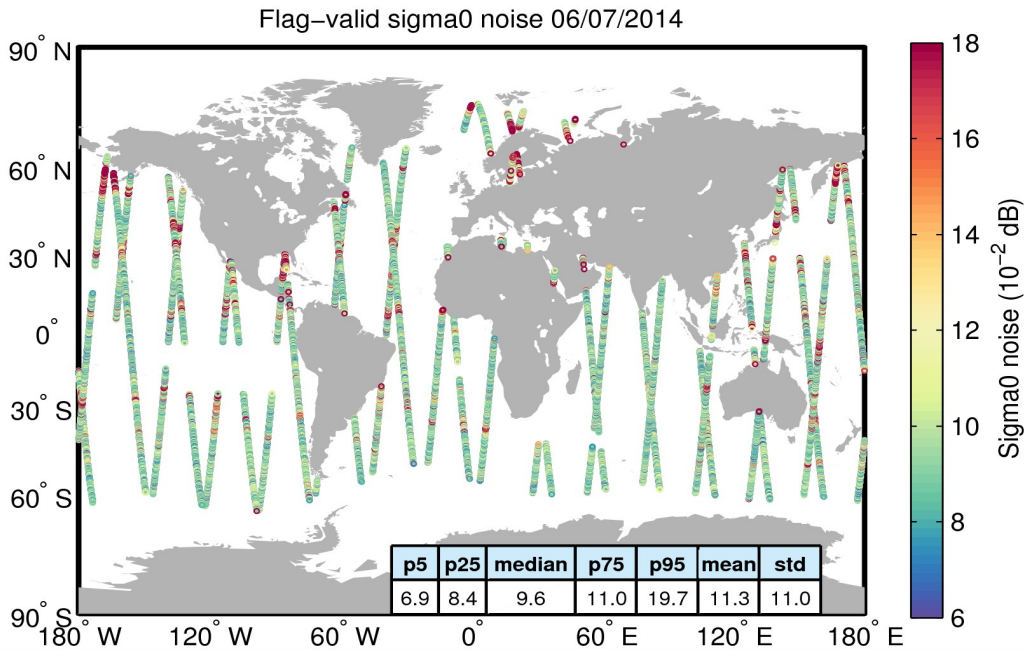 Flag−valid sigma0 noise 06/07/2014
90° N
60° N
30° N
0°
30° S
60° S
90° S
180° W 120° W 60° W 0° 60° E 120° E 180° E
p5 p25 median p75 p95 mean std
6.9 8.4 9.6 11.0 19.7 11.3 11.0
18
16
14
12
10
8
6
Sigma0 noise (10⁻² dB)